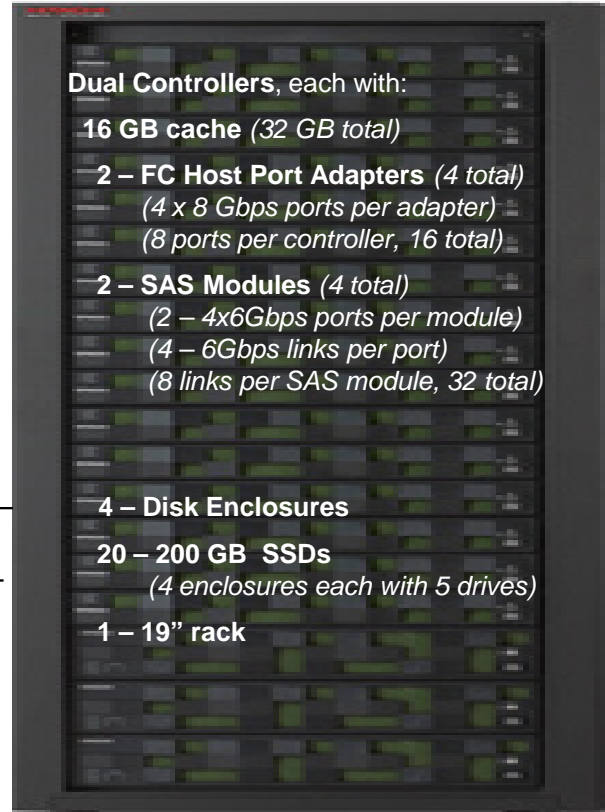 Dual Controllers, each with:
16 GB cache (32 GB total)
2 – FC Host Port Adapters (4 total)
(4 x 8 Gbps ports per adapter)
(8 ports per controller, 16 total)
2 – SAS Modules (4 total)
(2 – 4x6Gbps ports per module)
(4 – 6Gbps links per port)
(8 links per SAS module, 32 total)
4 – Disk Enclosures
20 – 200 GB SSDs
(4 enclosures each with 5 drives)
1 – 19” rack